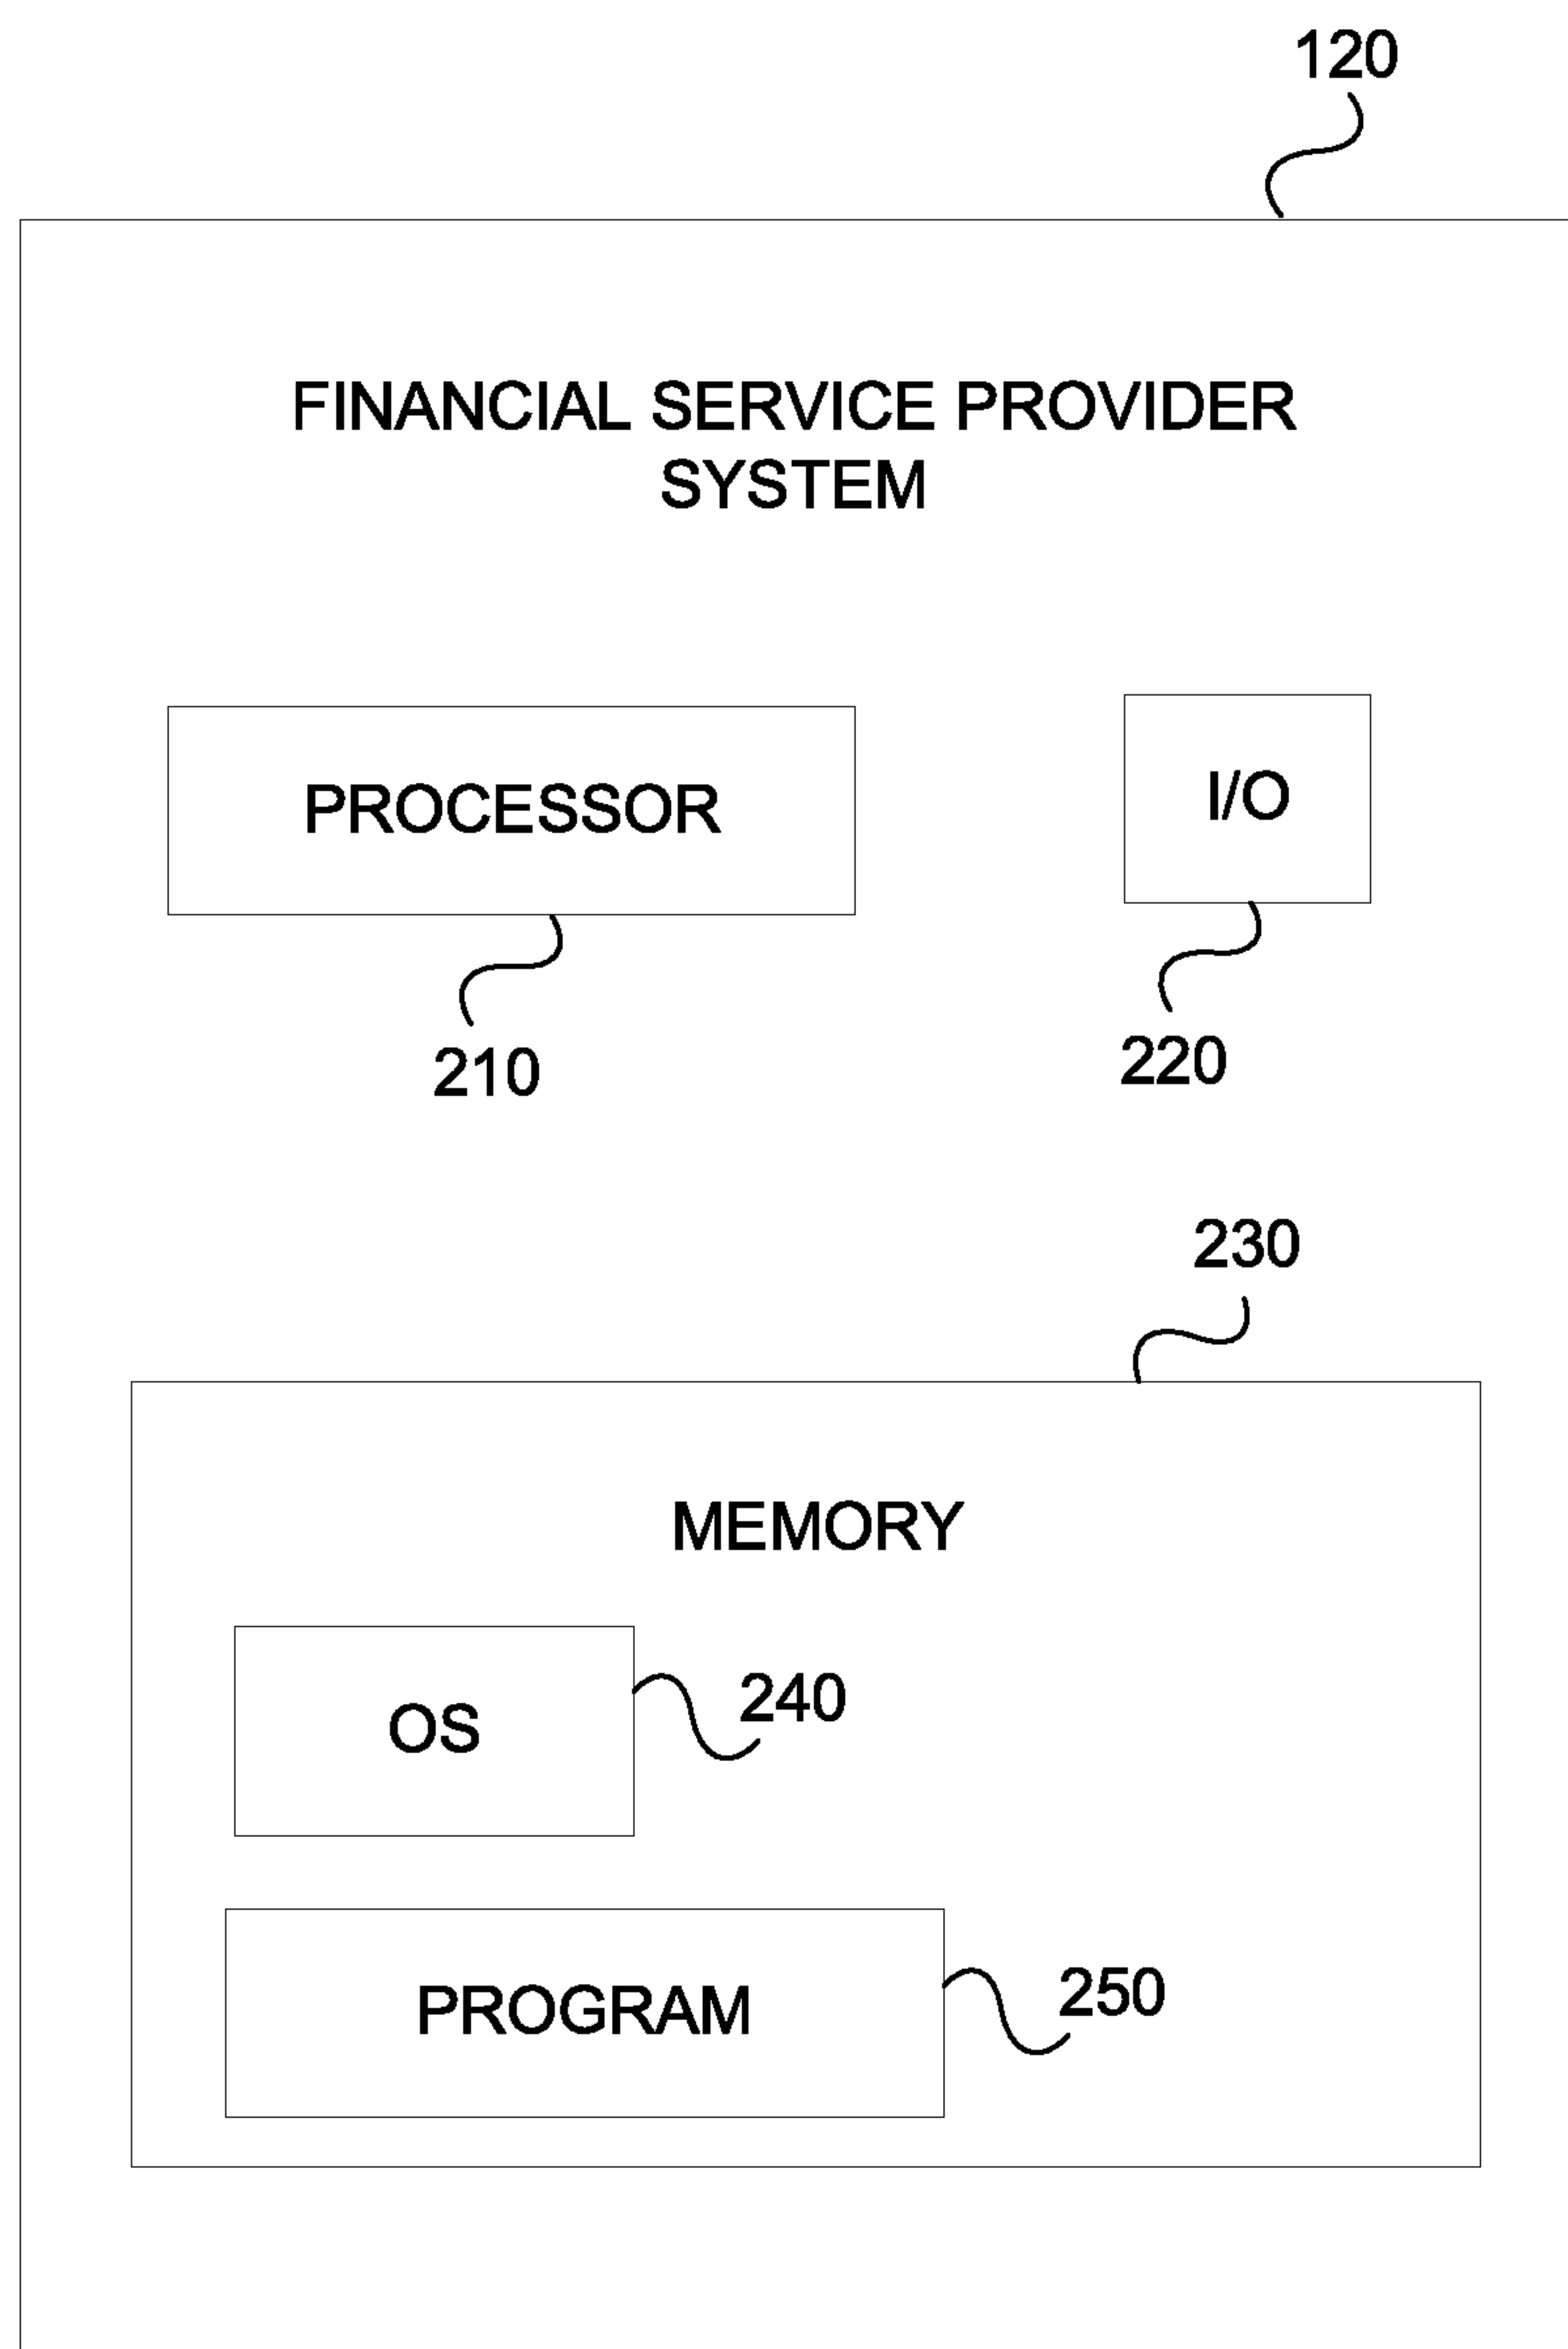 120
FINANCIAL SERVICE PROVIDER
SYSTEM
PROCESSOR
I/O
210
220
230
MEMORY
OS
240
PROGRAM
250